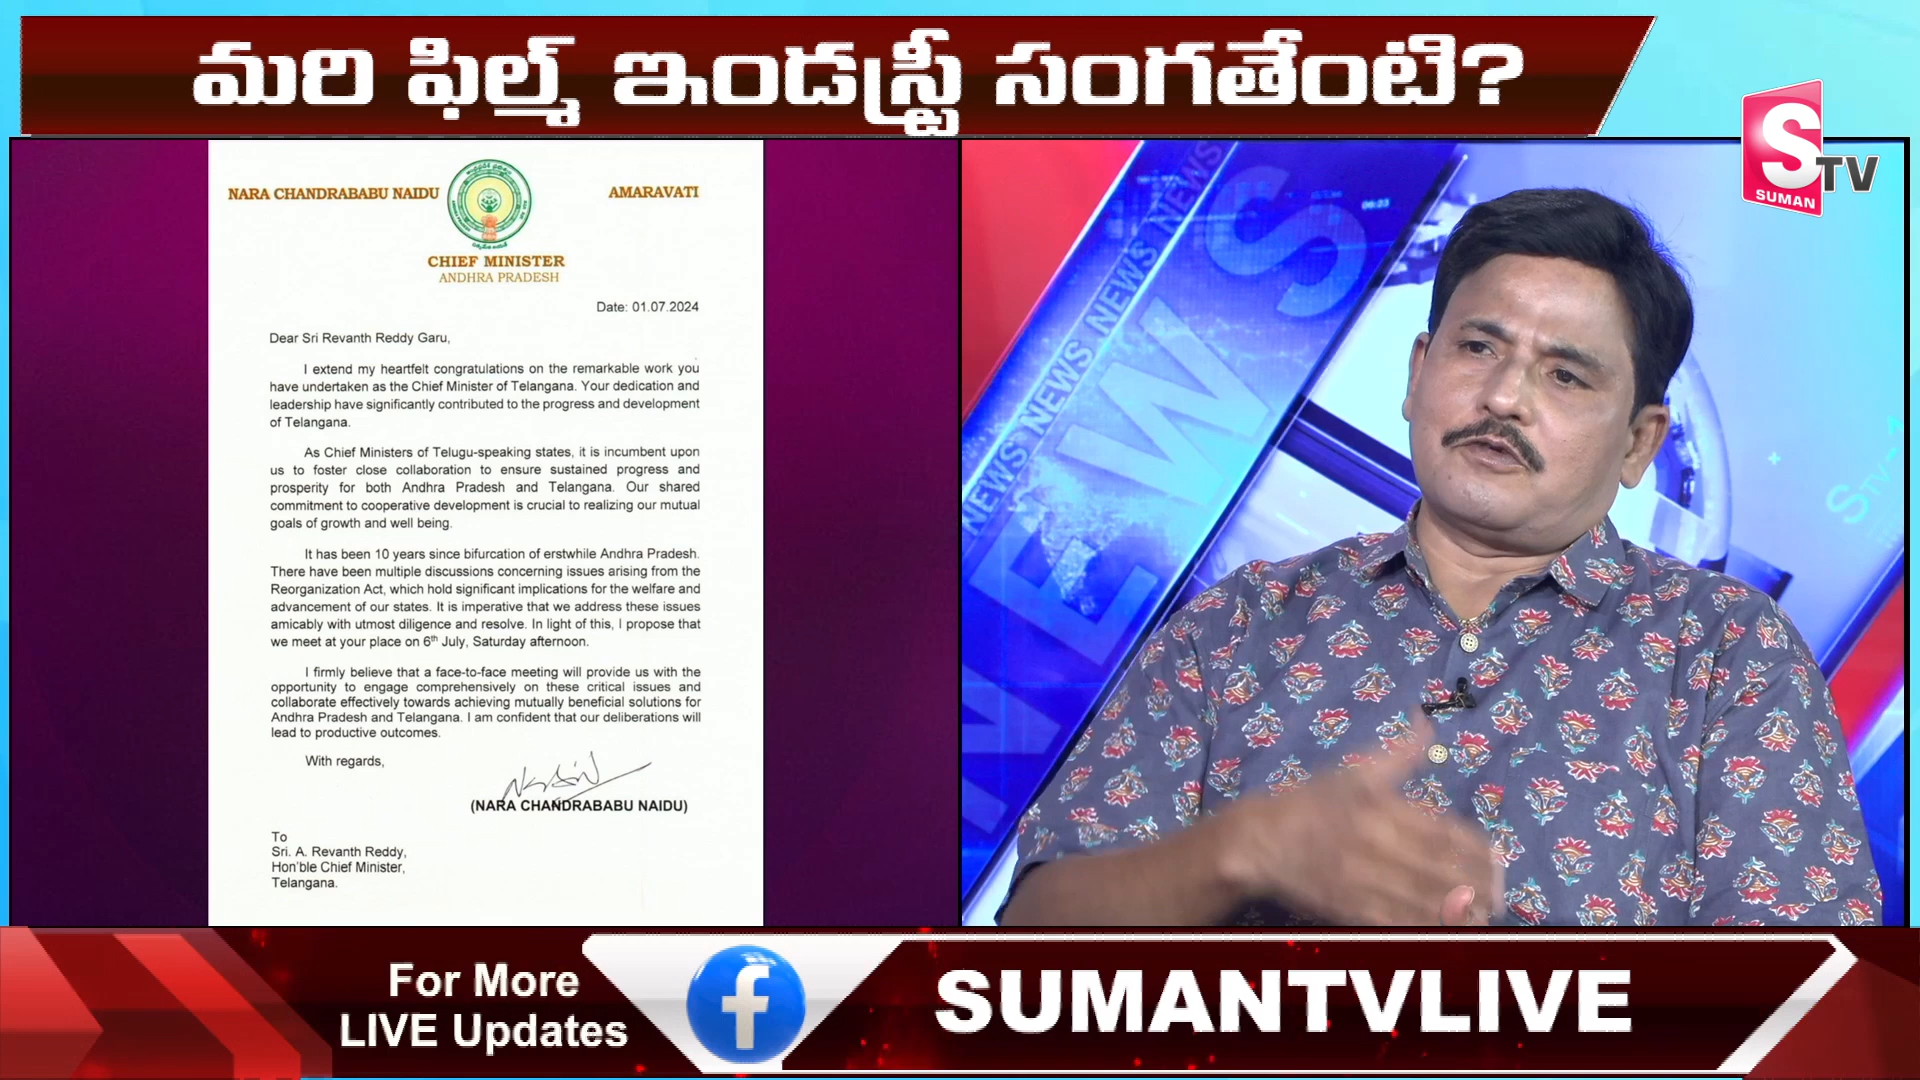 మరి ఫిల్మ్ ఇండస్ట్రీ సంగతేంటి?
S TV
SUMAN
NARA CHANDRABABU NAIDU
AMARAVATI
CHIEF MINISTER
ANDHRA PRADESH
Date: 01.07.2024
Dear Sri Revanth Reddy Garu,
I extend my heartfelt congratulations on the remarkable work you
have undertaken as the Chief Minister of Telangana. Your dedication and
leadership have significantly contributed to the progress and development
of Telangana.
As Chief Ministers of Telugu-speaking states, it is incumbent upon
us to foster close collaboration to ensure sustained progress and
prosperity for both Andhra Pradesh and Telangana. Our shared
commitment to cooperative development is crucial to realizing our mutual
goals of growth and well being.
It has been 10 years since bifurcation of erstwhile Andhra Pradesh.
There have been multiple discussions concerning issues arising from the
Reorganization Act, which hold significant implications for the welfare and
advancement of our states. It is imperative that we address these issues
amicably with utmost diligence and resolve. In light of this, I propose that
we meet at your place on 6th July, Saturday afternoon.
I firmly believe that a face-to-face meeting will provide us with the
opportunity to engage comprehensively on these critical issues and
collaborate effectively towards achieving mutually beneficial solutions for
Andhra Pradesh and Telangana. I am confident that our deliberations will
lead to productive outcomes.
With regards,
(NARA CHANDRABABU NAIDU)
To
Sri. A. Revanth Reddy,
Hon'ble Chief Minister,
Telangana.
NEWS NEWS NEWS NEWS
NEWS
06:23
STV
For More
LIVE Updates
f
SUMANTVLIVE